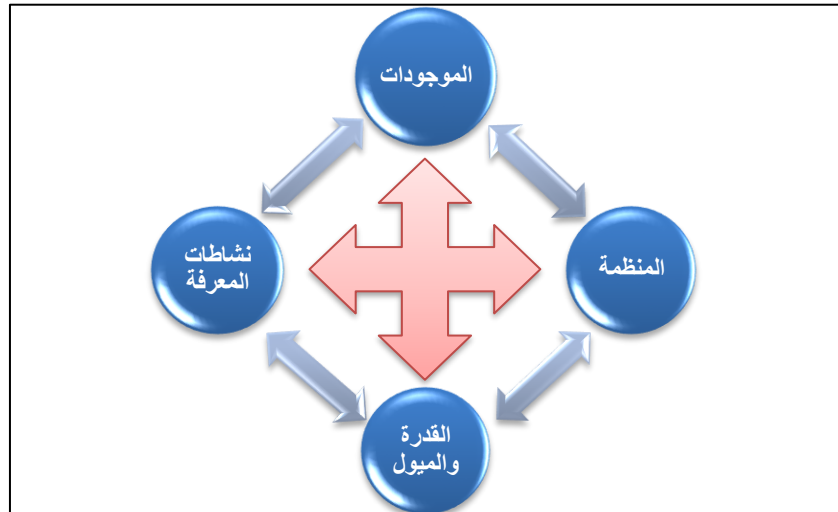 الموجودات
المنظمة
نشاطات
المعرفة
القدرة
والميول